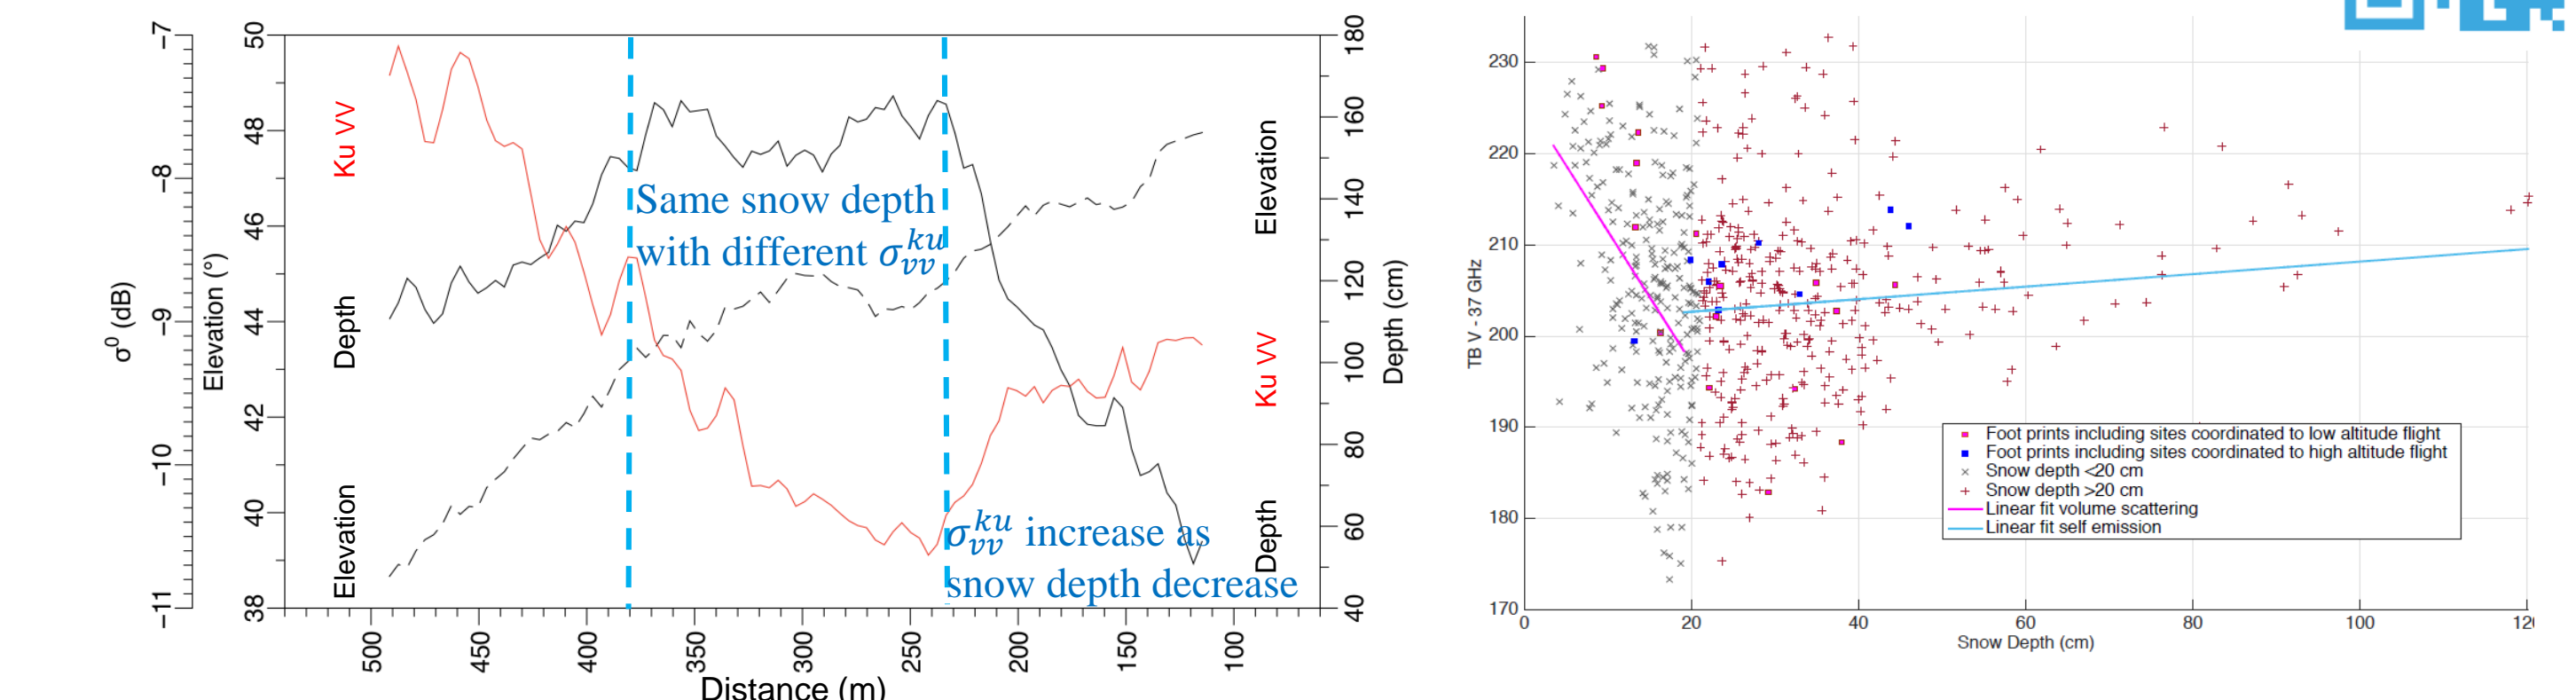 −7
−8
−9
−10
−11
σ⁰ (dB)
50
48
46
44
42
40
38
Elevation (°)
Ku VV
Depth
Elevation
Same snow depth
with different σ_vv^ku
σ_vv^ku increase as
snow depth decrease
Elevation
Ku VV
Depth
180
160
140
120
100
80
60
40
Depth (cm)
500
450
400
350
300
250
200
150
100
Distance (m)
230
220
210
200
190
180
170
TB V - 37 GHz
Foot prints including sites coordinated to low altitude flight
Foot prints including sites coordinated to high altitude flight
Snow depth <20 cm
Snow depth >20 cm
Linear fit volume scattering
Linear fit self emission
0
20
40
60
80
100
Snow Depth (cm)